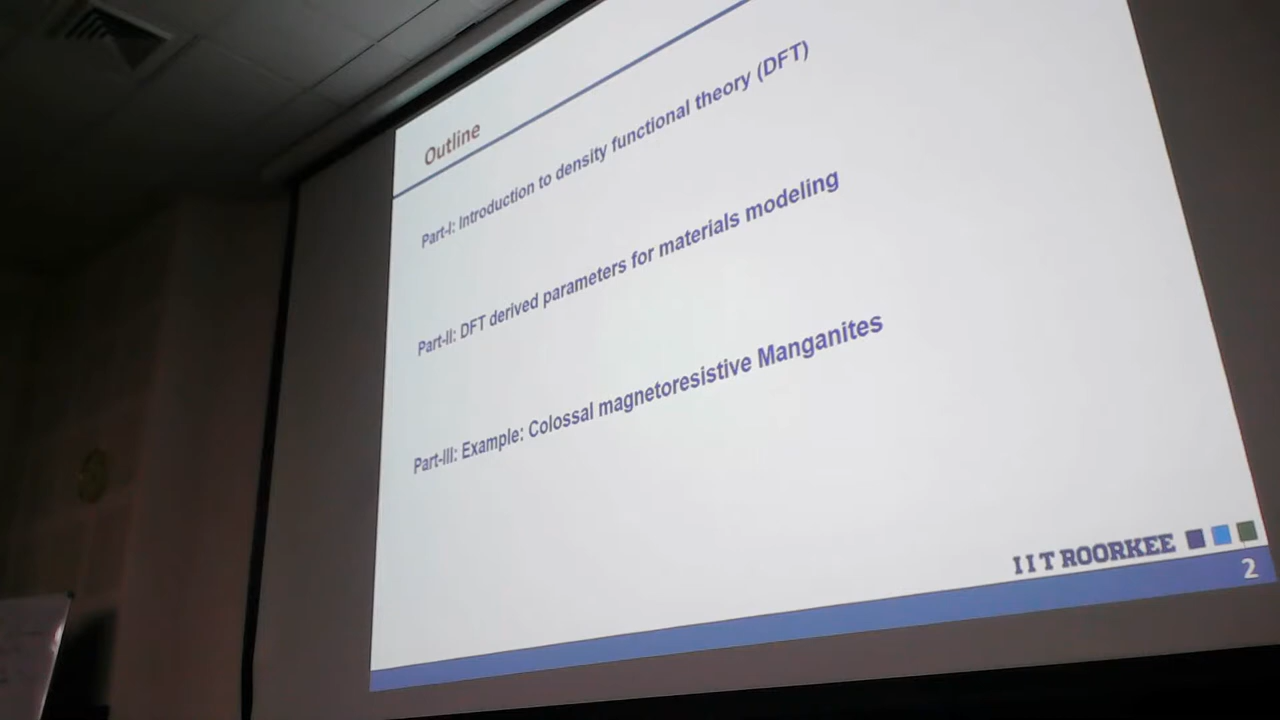 Outline
Part-I: Introduction to density functional theory (DFT)
Part-II: DFT derived parameters for materials modeling
Part-III: Example: Colossal magnetoresistive Manganites
I I T ROORKEE
2